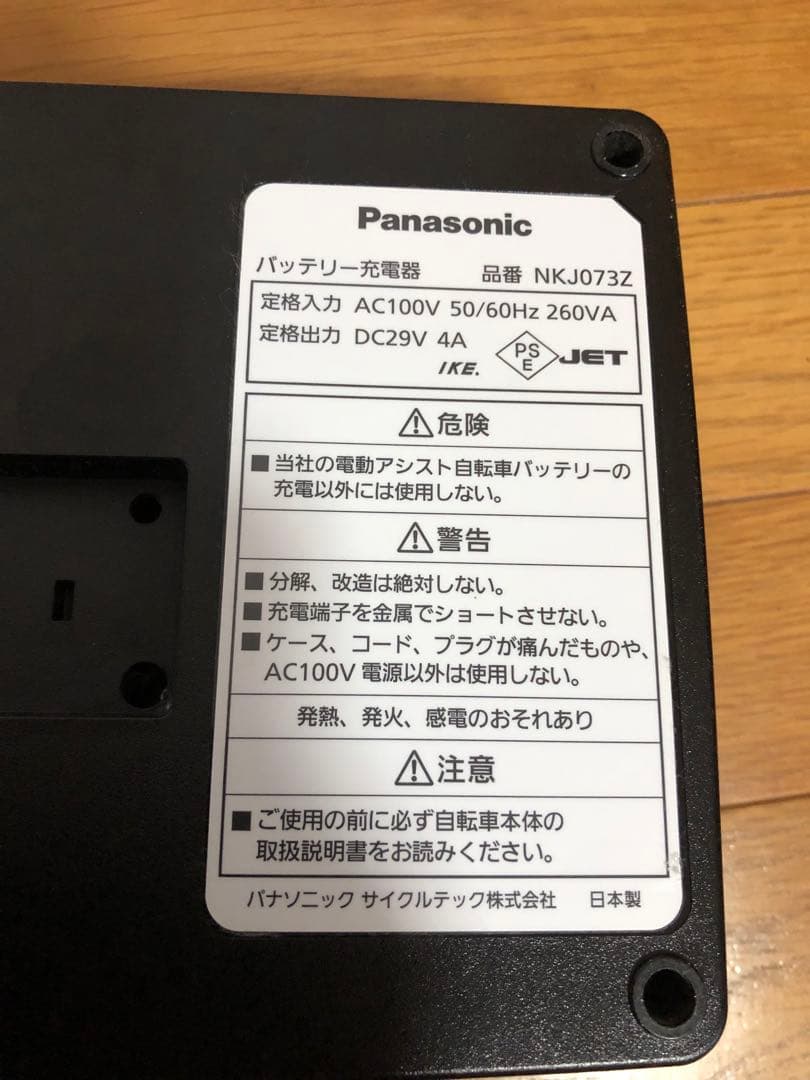 Panasonic
バッテリー充電器 品番 NKJ073Z
定格入力 AC100V 50/60Hz 260VA
定格出力 DC29V 4A
IKE.
PS
E
JET
⚠危険
■当社の電動アシスト自転車バッテリーの
充電以外には使用しない。
⚠警告
■分解、改造は絶対しない。
■充電端子を金属でショートさせない。
■ケース、コード、プラグが痛んだものや、
AC100V 電源以外は使用しない。
発熱、発火、感電のおそれあり
⚠注意
■ご使用の前に必ず自転車本体の
取扱説明書をお読みください。
パナソニック サイクルテック株式会社 日本製